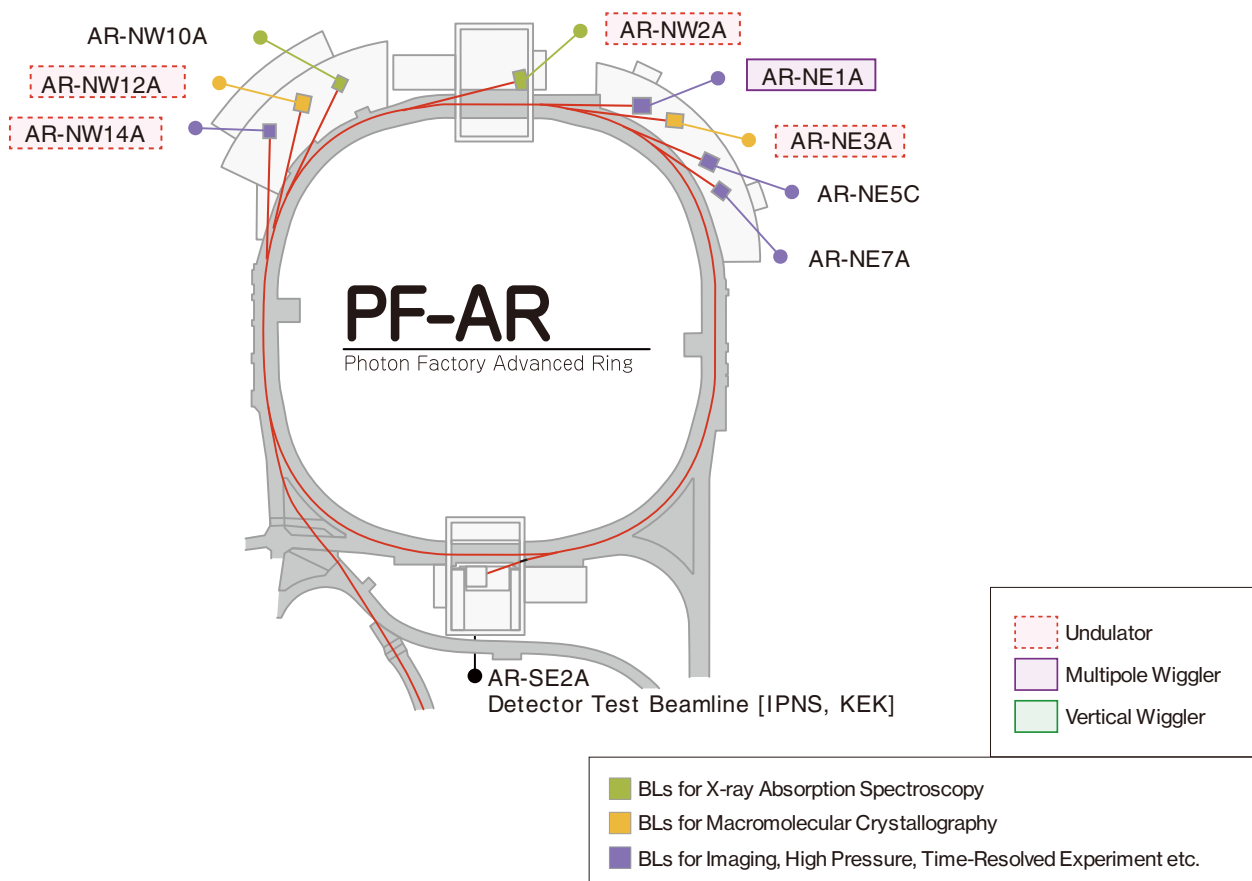 AR-NW10A
AR-NW2A
AR-NW12A
AR-NE1A
AR-NW14A
AR-NE3A
AR-NE5C
AR-NE7A
PF-AR
Photon Factory Advanced Ring
AR-SE2A
Detector Test Beamline [IPNS, KEK]
Undulator
Multipole Wiggler
Vertical Wiggler
BLs for X-ray Absorption Spectroscopy
BLs for Macromolecular Crystallography
BLs for Imaging, High Pressure, Time-Resolved Experiment etc.